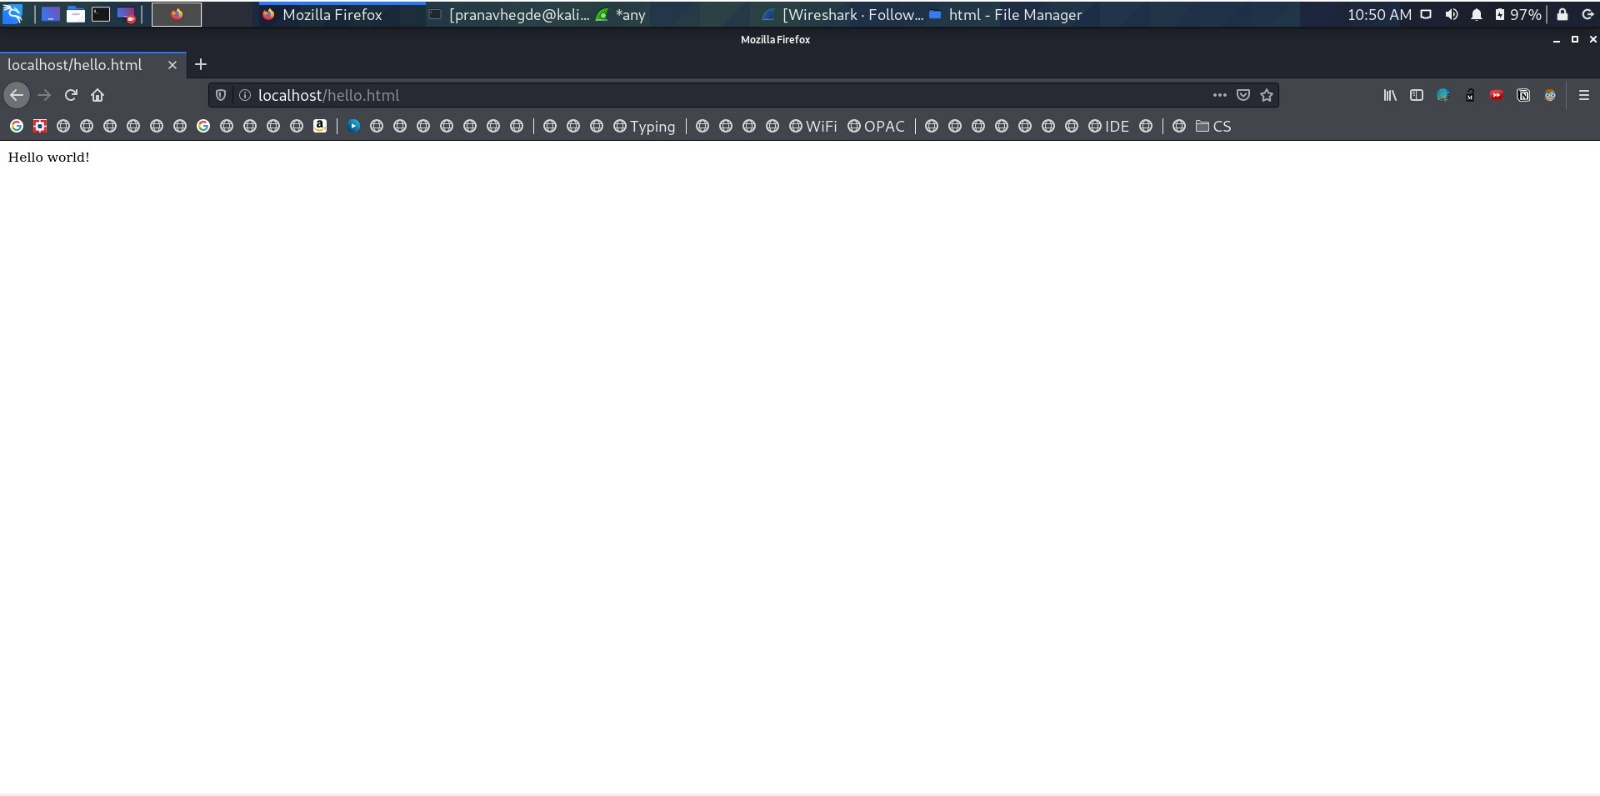 Mozilla Firefox [pranavhegde@kali... *any [Wireshark · Follow... html - File Manager 10:50 AM 97%
Mozilla Firefox
localhost/hello.html
localhost/hello.html
Typing WiFi OPAC IDE CS
Hello world!